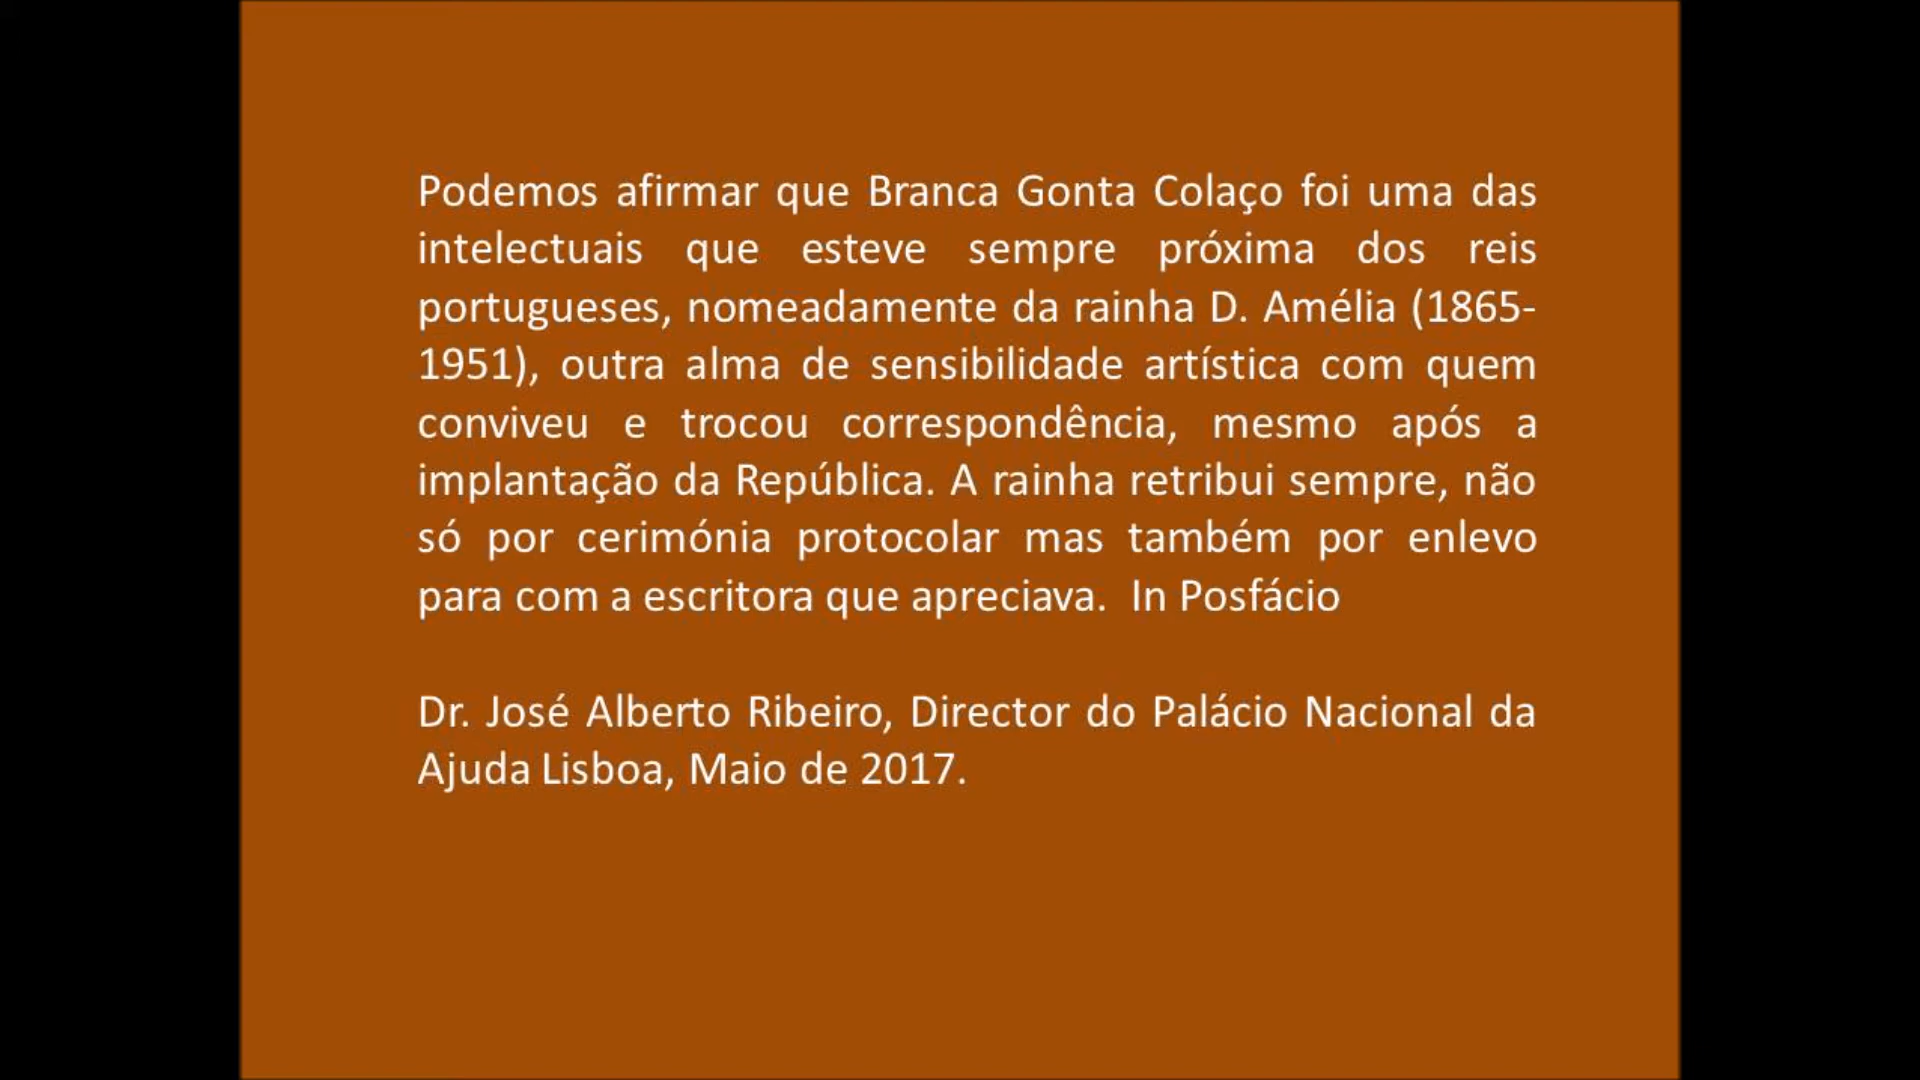 Podemos afirmar que Branca Gonta Colaço foi uma das
intelectuais que esteve sempre próxima dos reis
portugueses, nomeadamente da rainha D. Amélia (1865-
1951), outra alma de sensibilidade artística com quem
conviveu e trocou correspondência, mesmo após a
implantação da República. A rainha retribui sempre, não
só por cerimónia protocolar mas também por enlevo
para com a escritora que apreciava.  In Posfácio
Dr. José Alberto Ribeiro, Director do Palácio Nacional da
Ajuda Lisboa, Maio de 2017.